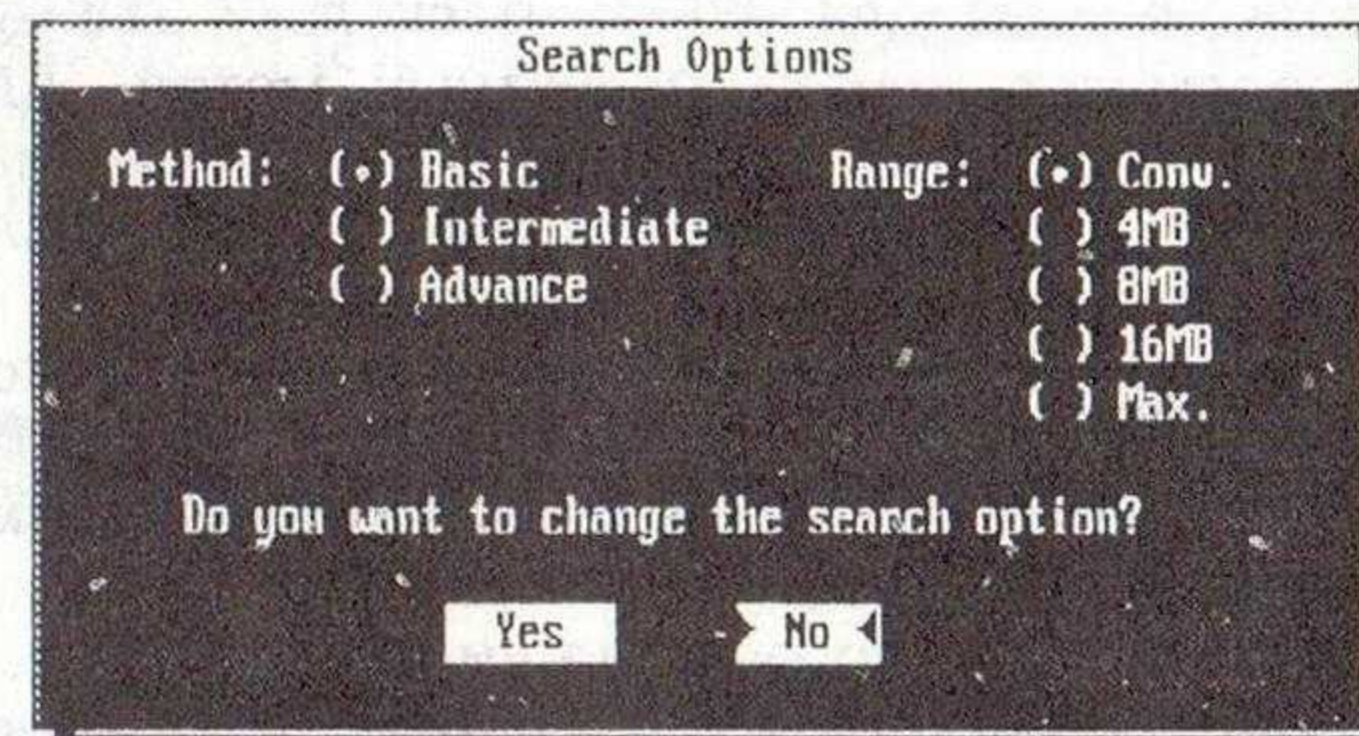 Search Options
Method: (•) Basic Range: (•) Conv.
( ) Intermediate ( ) 4MB
( ) Advance ( ) 8MB
( ) 16MB
( ) Max.
Do you want to change the search option?
Yes No